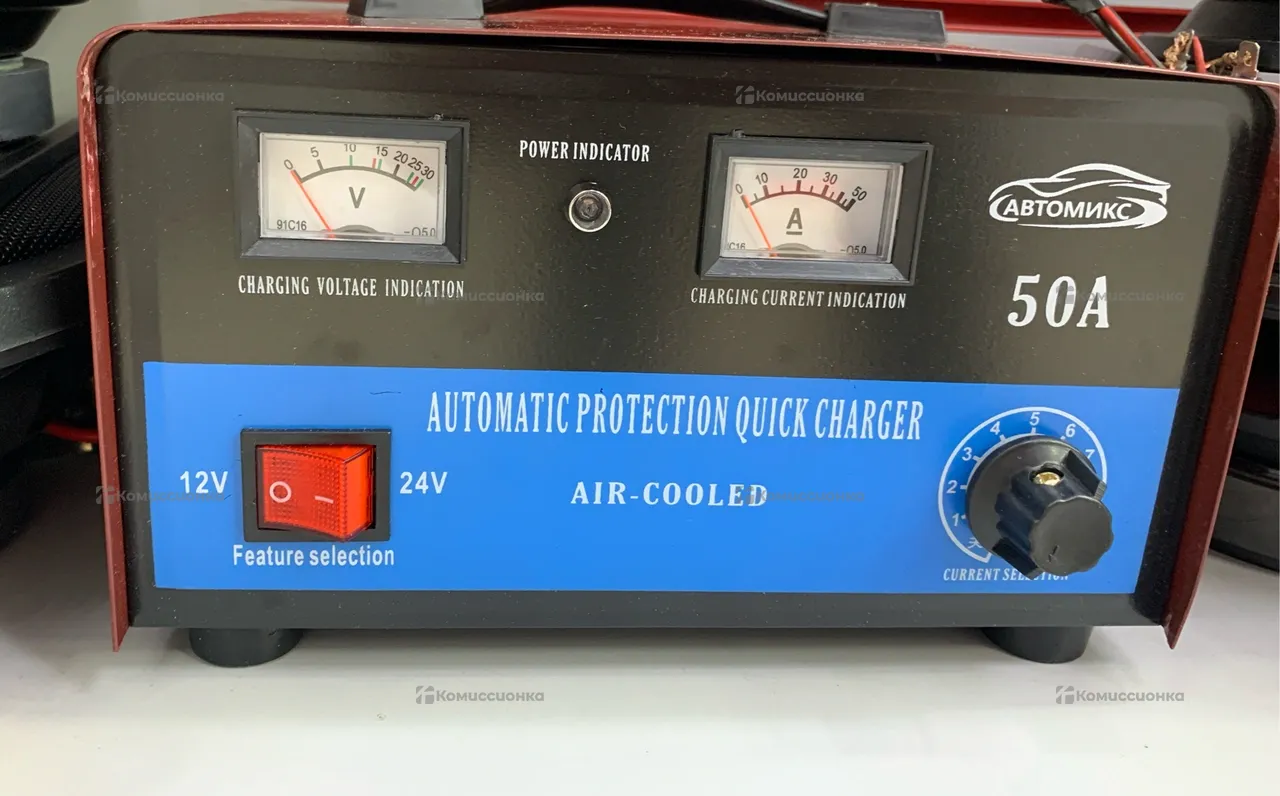 Комиссионка
Комиссионка
0 5 10 15 20 25 30
V
91C16
5.0
CHARGING VOLTAGE INDICATION
POWER INDICATOR
0 10 20 30 50
A
C16
5.0
CHARGING CURRENT INDICATION
АВТОМИКС
50A
Комиссионка
Комиссионка
AUTOMATIC PROTECTION QUICK CHARGER
AIR-COOLED
12V
24V
Feature selection
1 2 3 4 5 6 7
CURRENT SELECTION
Комиссионка
Комиссионка
Комиссионка
Комиссионка